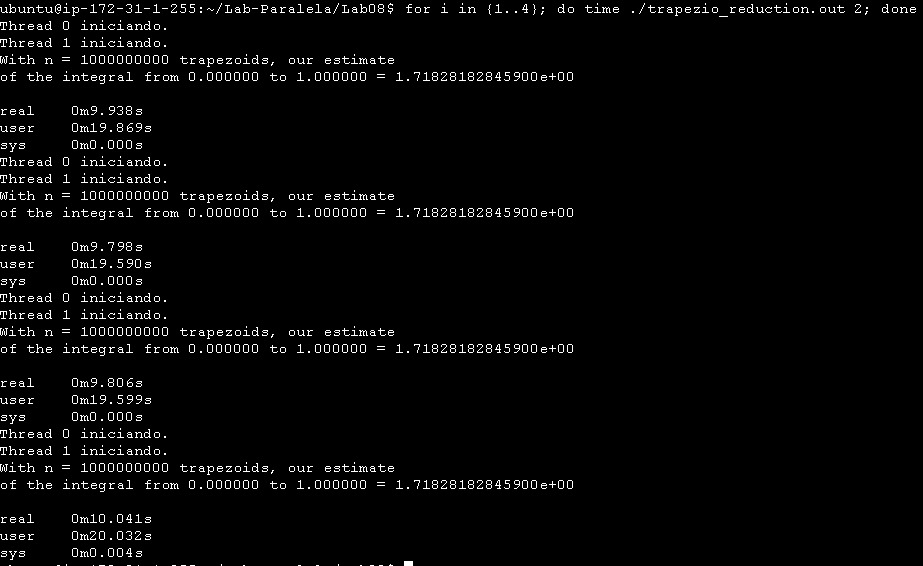 ubuntu@ip-172-31-1-255:~/Lab-Paralela/Lab08$ for i in {1..4}; do time ./trapezio_reduction.out 2; done
Thread 0 iniciando.
Thread 1 iniciando.
With n = 1000000000 trapezoids, our estimate
of the integral from 0.000000 to 1.000000 = 1.71828182845900e+00
real 0m9.938s
user 0m19.869s
sys 0m0.000s
Thread 0 iniciando.
Thread 1 iniciando.
With n = 1000000000 trapezoids, our estimate
of the integral from 0.000000 to 1.000000 = 1.71828182845900e+00
real 0m9.798s
user 0m19.590s
sys 0m0.000s
Thread 0 iniciando.
Thread 1 iniciando.
With n = 1000000000 trapezoids, our estimate
of the integral from 0.000000 to 1.000000 = 1.71828182845900e+00
real 0m9.806s
user 0m19.599s
sys 0m0.000s
Thread 0 iniciando.
Thread 1 iniciando.
With n = 1000000000 trapezoids, our estimate
of the integral from 0.000000 to 1.000000 = 1.71828182845900e+00
real 0m10.041s
user 0m20.032s
sys 0m0.004s